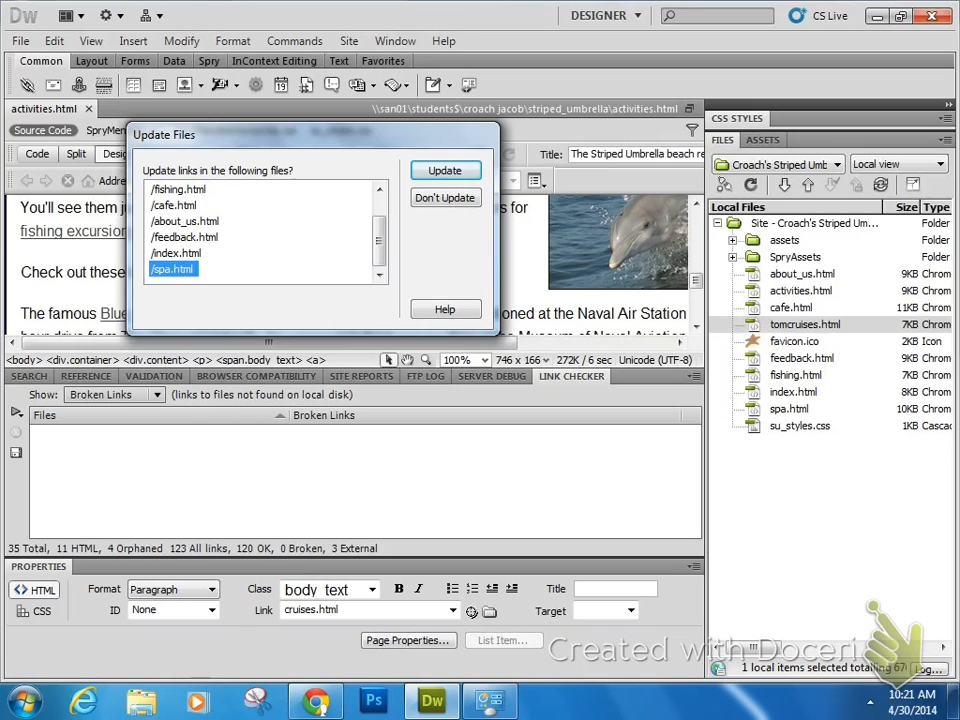 Dw
DESIGNER
CS Live
File Edit View Insert Modify Format Commands Site Window Help
Common Layout Forms Data Spry InContext Editing Text Favorites
activities.html
\\san01\students$\croach jacob\striped_umbrella\activities.html
Source Code SpryMen
Code Split Desig
Title: The Striped Umbrella beach re
Addre
Update Files
Update links in the following files?
/fishing.html
/cafe.html
/about_us.html
/feedback.html
/index.html
/spa.html
Update
Don't Update
Help
You'll see them ju
s for
fishing excursion
Check out these
The famous Blue
oned at the Naval Air Station
<body> <div.container> <div.content> <p> <span.body_text> <a>
100% 746 x 166 272K / 6 sec Unicode (UTF-8)
SEARCH REFERENCE VALIDATION BROWSER COMPATIBILITY SITE REPORTS FTP LOG SERVER DEBUG LINK CHECKER
Show: Broken Links (links to files not found on local disk)
Files Broken Links
35 Total, 11 HTML, 4 Orphaned 123 All links, 120 OK, 0 Broken, 3 External
PROPERTIES
HTML
CSS
Format Paragraph Class body_text B I Title
ID None Link cruises.html Target
Page Properties... List Item...
CSS STYLES
FILES ASSETS
Croach's Striped Umb Local view
Local Files Size Type
Site - Croach's Striped Um... Folder
assets Folder
SpryAssets Folder
about_us.html 9KB Chrom
activities.html 9KB Chrom
cafe.html 11KB Chrom
tomcruises.html 7KB Chrom
favicon.ico 2KB Icon
feedback.html 9KB Chrom
fishing.html 7KB Chrom
index.html 8KB Chrom
spa.html 10KB Chrom
su_styles.css 1KB Cascac
1 local items selected totalling 67
Log...
Created with Doceri
Ps
Dw
10:21 AM
4/30/2014